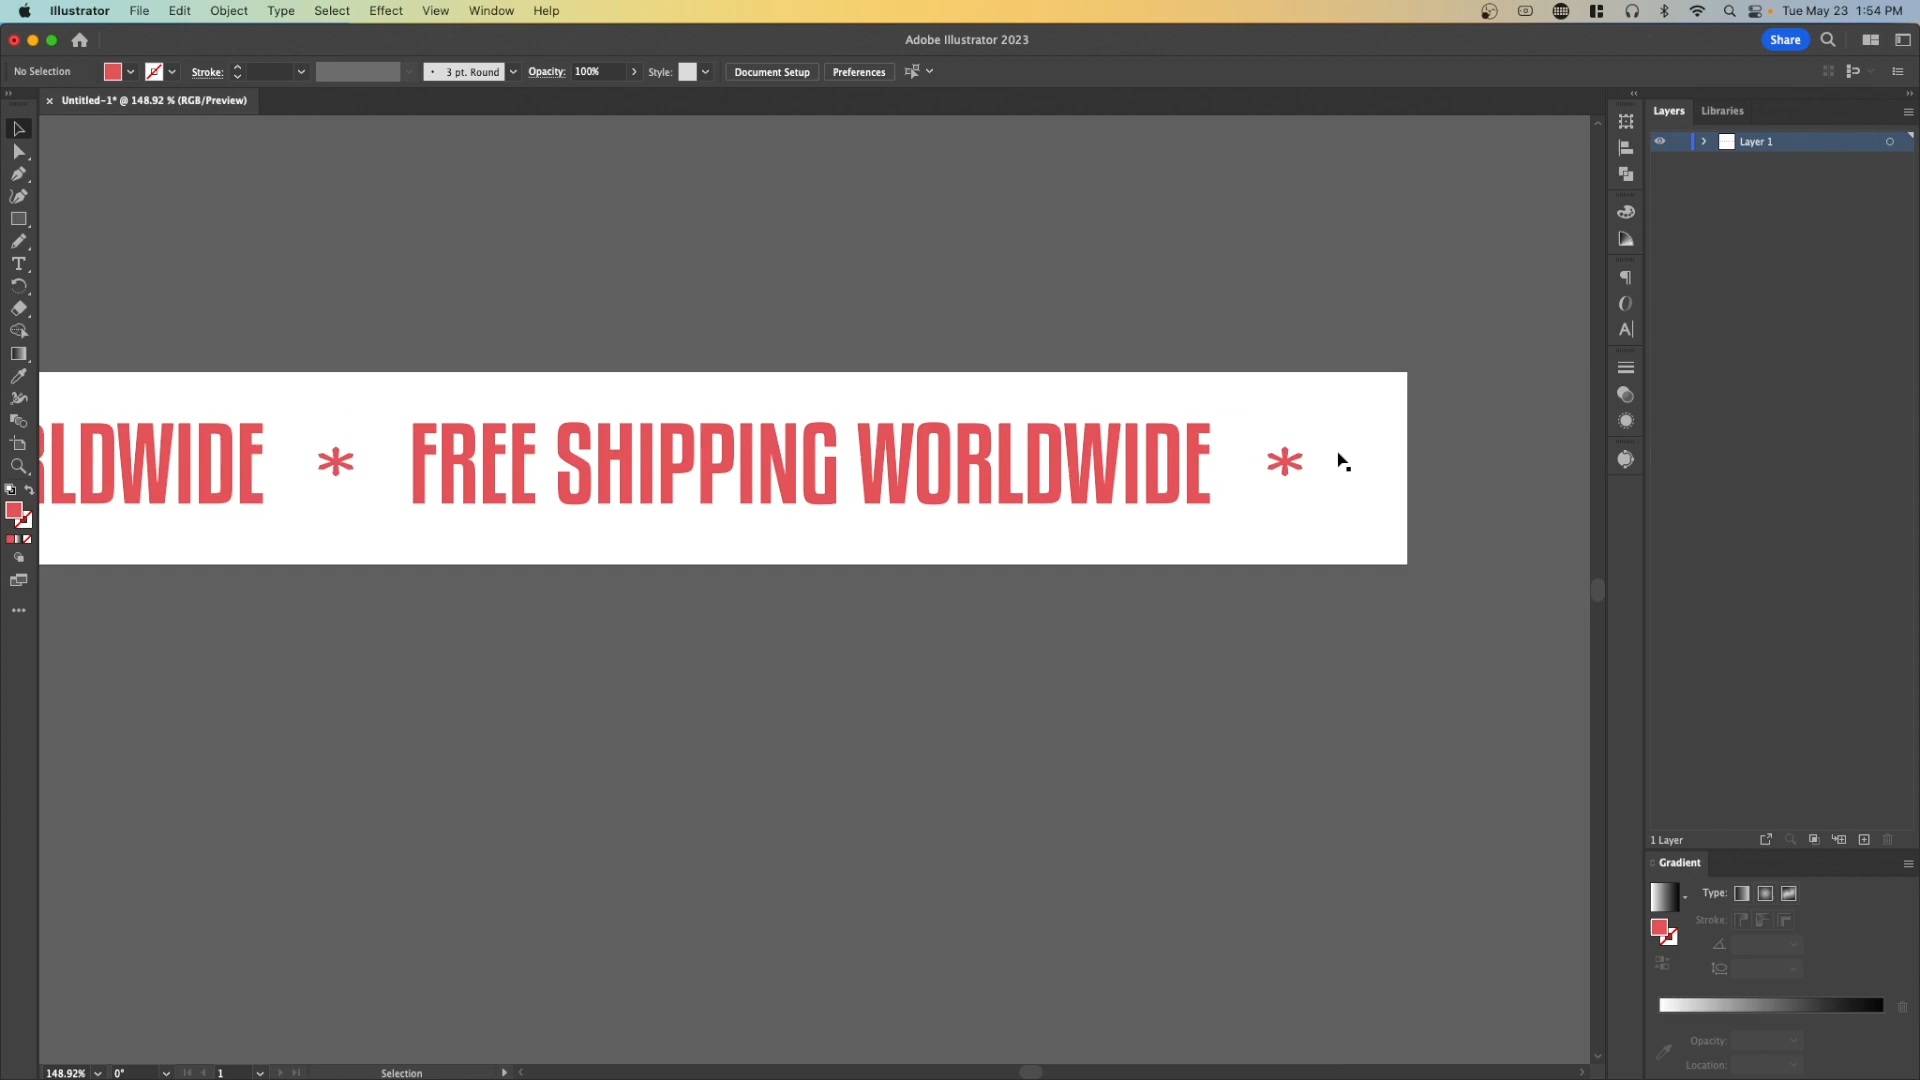 Illustrator File Edit Object Type Select Effect View Window Help Tue May 23 1:54 PM
Adobe Illustrator 2023 Share
No Selection Stroke: 3 pt. Round Opacity: 100% Style: Document Setup Preferences
Untitled-1* @ 148.92 % (RGB/Preview)
Layers Libraries
Layer 1
RLDWIDE * FREE SHIPPING WORLDWIDE *
1 Layer
Gradient
Type:
Stroke:
Opacity:
Location:
148.92% 0° 1 Selection